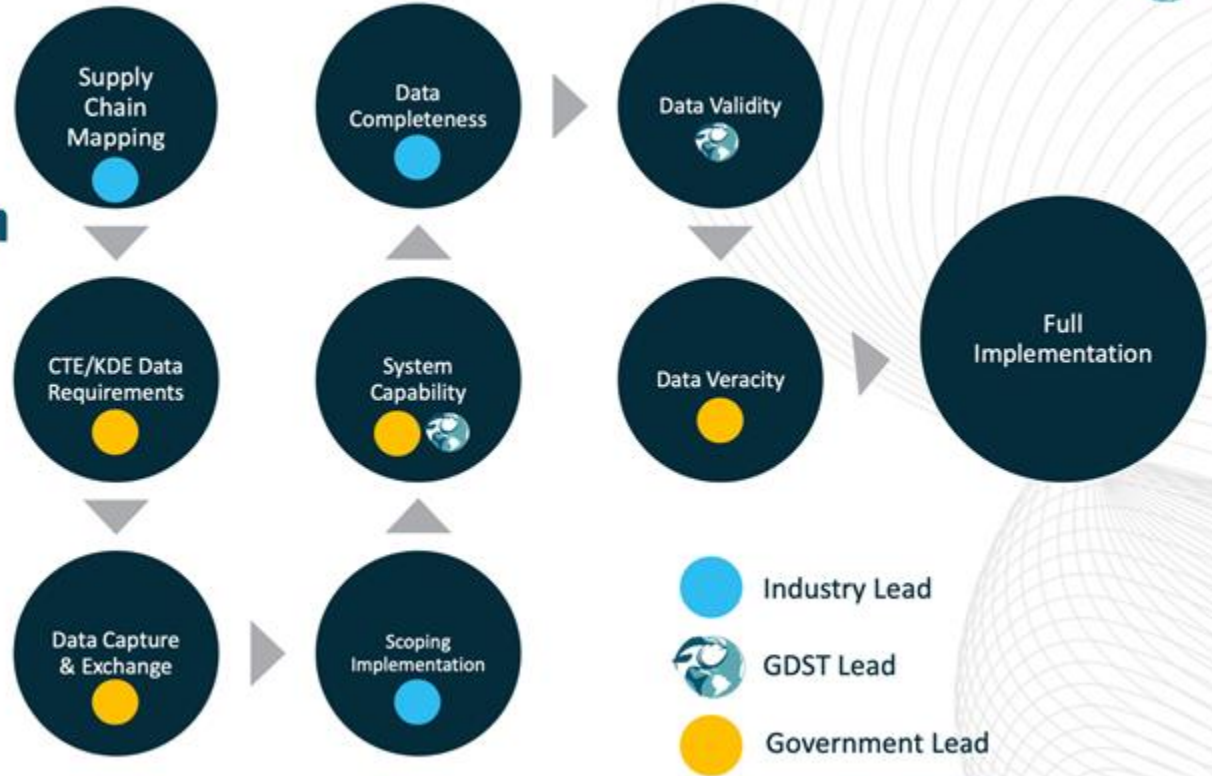 Supply
Chain
Mapping
CTE/KDE Data
Requirements
Data Capture
& Exchange
Scoping
Implementation
System
Capability
Data
Completeness
Data Validity
Data Veracity
Full
Implementation
Industry Lead
GDST Lead
Government Lead